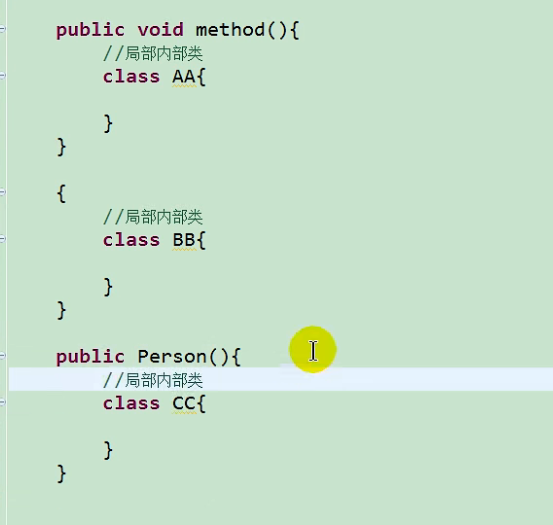 public void method(){
//局部内部类
class AA{
}
}
{
//局部内部类
class BB{
}
}
public Person(){
//局部内部类
class CC{
}
}